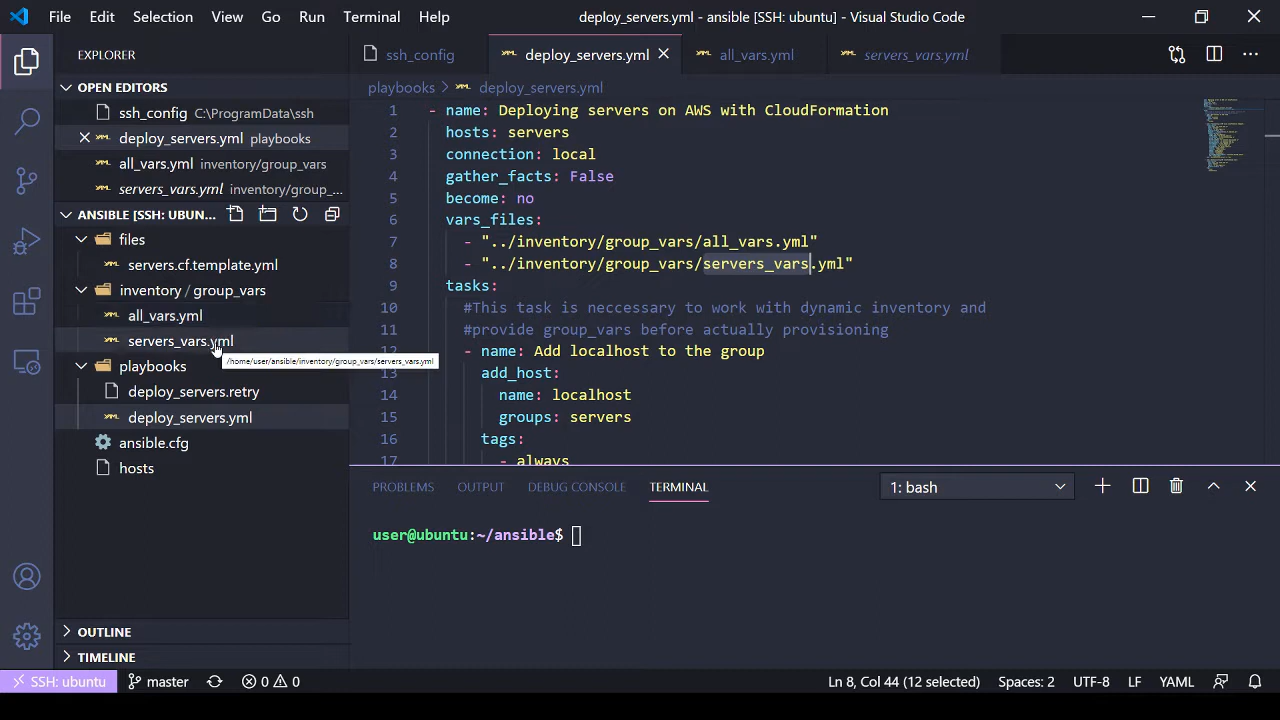 File Edit Selection View Go Run Terminal Help
deploy_servers.yml - ansible [SSH: ubuntu] - Visual Studio Code
EXPLORER
OPEN EDITORS
ssh_config C:\ProgramData\ssh
deploy_servers.yml playbooks
all_vars.yml inventory/group_vars
servers_vars.yml inventory/group_...
ANSIBLE [SSH: UBUN...
files
servers.cf.template.yml
inventory / group_vars
all_vars.yml
servers_vars.yml
/home/user/ansible/inventory/group_vars/servers_vars.yml
playbooks
deploy_servers.retry
deploy_servers.yml
ansible.cfg
hosts
OUTLINE
TIMELINE
ssh_config deploy_servers.yml all_vars.yml servers_vars.yml
playbooks > deploy_servers.yml
1 - name: Deploying servers on AWS with CloudFormation
2 hosts: servers
3 connection: local
4 gather_facts: False
5 become: no
6 vars_files:
7 - "../inventory/group_vars/all_vars.yml"
8 - "../inventory/group_vars/servers_vars.yml"
9 tasks:
10 #This task is neccessary to work with dynamic inventory and
11 #provide group_vars before actually provisioning
12 - name: Add localhost to the group
13 add_host:
14 name: localhost
15 groups: servers
16 tags:
17 - always
PROBLEMS OUTPUT DEBUG CONSOLE TERMINAL 1: bash
user@ubuntu:~/ansible$
SSH: ubuntu master 0 0 Ln 8, Col 44 (12 selected) Spaces: 2 UTF-8 LF YAML